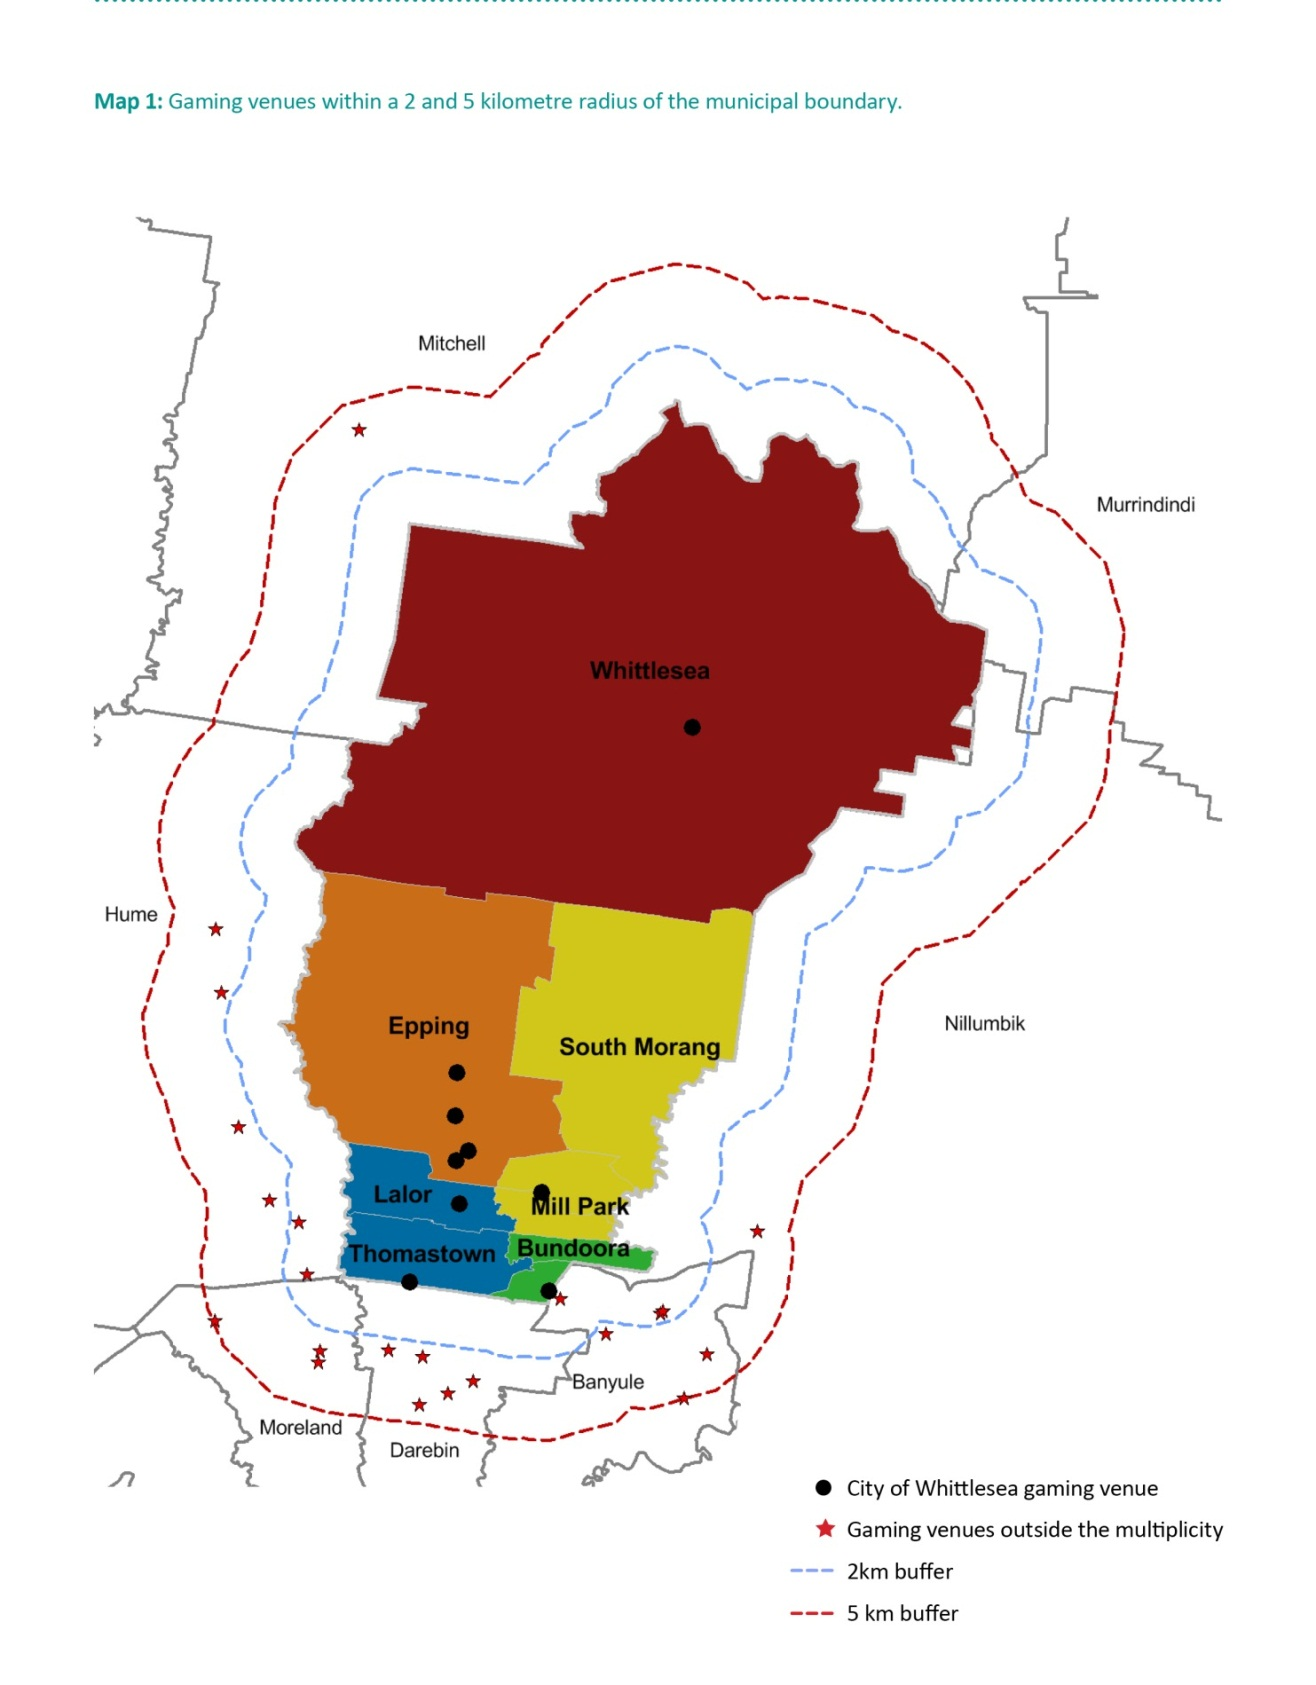 Map 1: Gaming venues within a 2 and 5 kilometre radius of the municipal boundary.
Mitchell
Murrindindi
Whittlesea
Hume
Epping
Nillumbik
South Morang
Lalor
Mill Park
Bundoora
Thomastown
Banyule
Moreland
Darebin
City of Whittlesea gaming venue
Gaming venues outside the multiplicity
2km buffer
5 km buffer